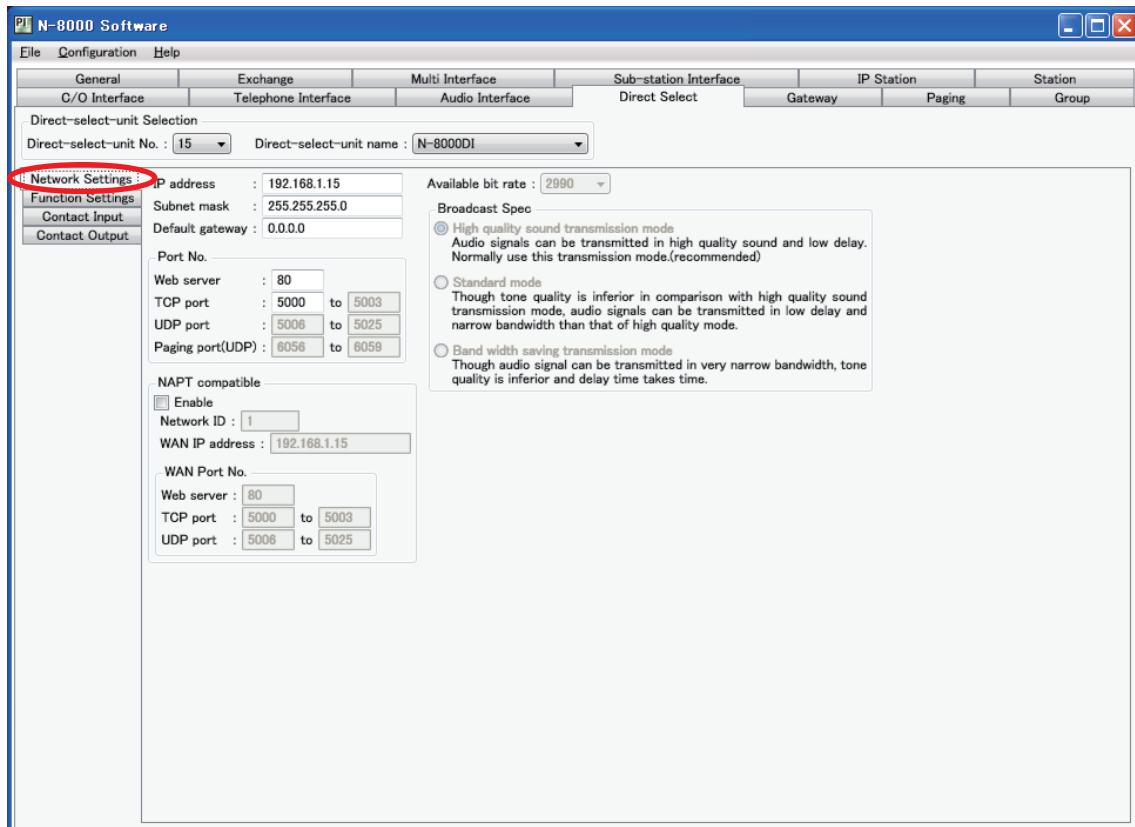 N-8000 Software
File Configuration Help
General Exchange Multi Interface Sub-station Interface IP Station Station
C/O Interface Telephone Interface Audio Interface Direct Select Gateway Paging Group
Direct-select-unit Selection
Direct-select-unit No. : 15 Direct-select-unit name : N-8000DI
Network Settings
Function Settings
Contact Input
Contact Output
IP address : 192.168.1.15
Subnet mask : 255.255.255.0
Default gateway : 0.0.0.0
Port No.
Web server : 80
TCP port : 5000 to 5003
UDP port : 5006 to 5025
Paging port(UDP) : 6056 to 6059
NAPT compatible
Enable
Network ID : 1
WAN IP address : 192.168.1.15
WAN Port No.
Web server : 80
TCP port : 5000 to 5003
UDP port : 5006 to 5025
Available bit rate : 2990
Broadcast Spec
High quality sound transmission mode
Audio signals can be transmitted in high quality sound and low delay.
Normally use this transmission mode.(recommended)
Standard mode
Though tone quality is inferior in comparison with high quality sound
transmission mode, audio signals can be transmitted in low delay and
narrow bandwidth than that of high quality mode.
Band width saving transmission mode
Though audio signal can be transmitted in very narrow bandwidth, tone
quality is inferior and delay time takes time.